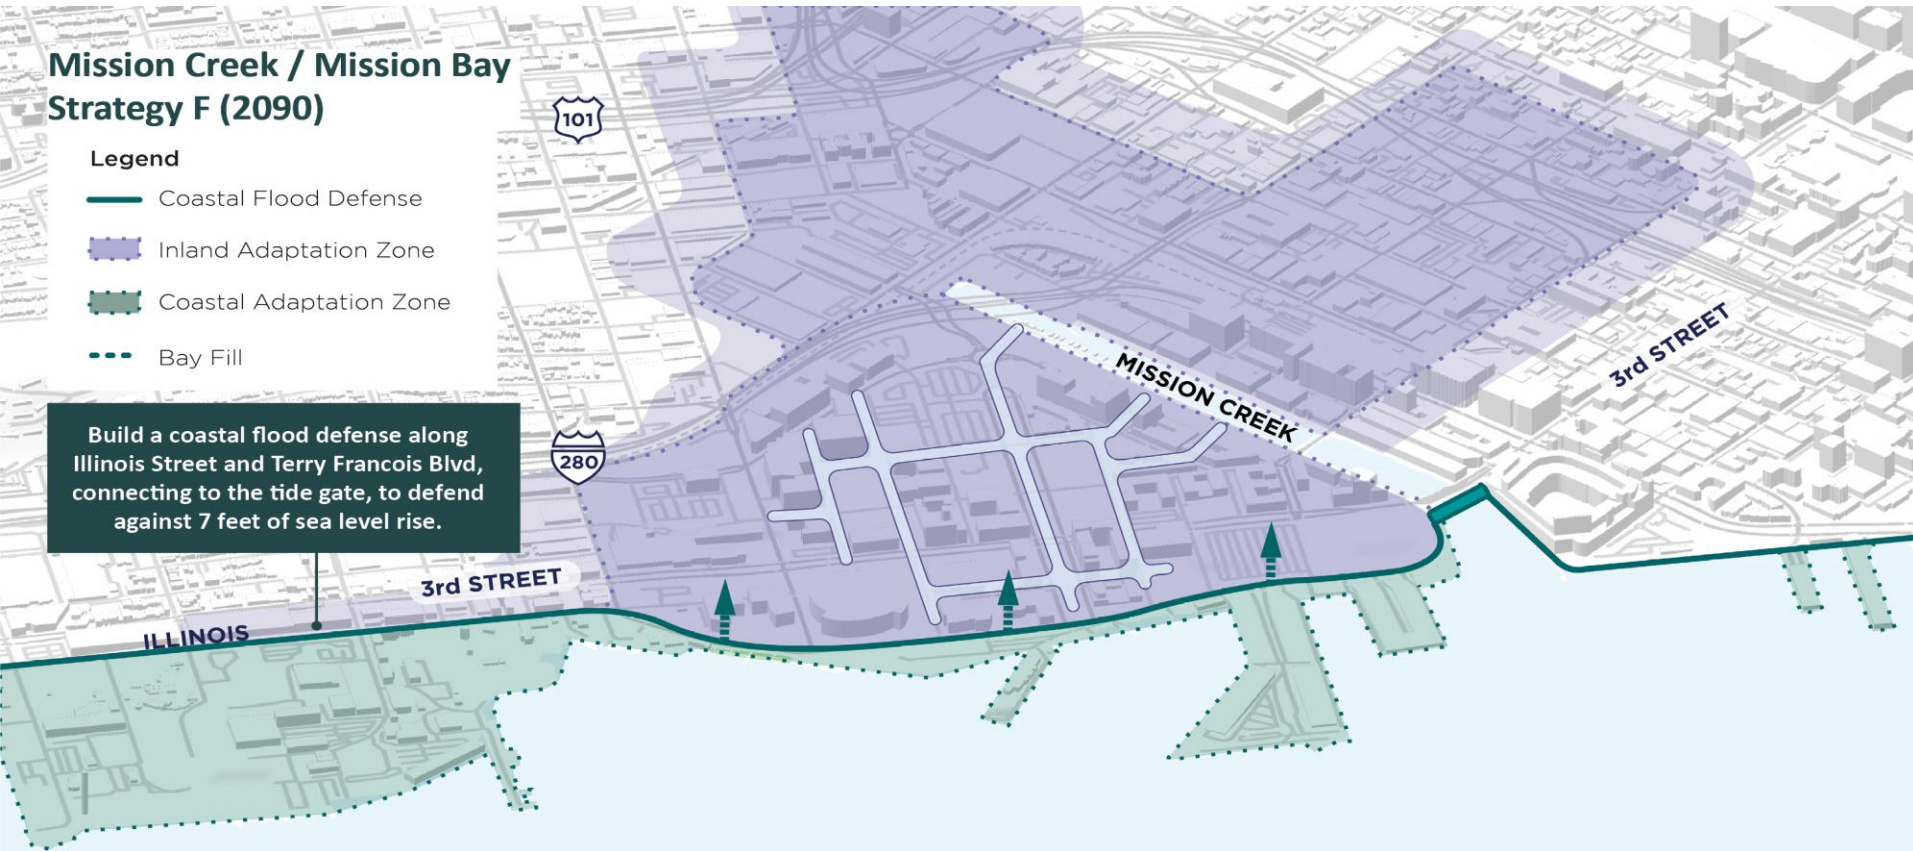 Mission Creek / Mission Bay
Strategy F (2090)
Legend
Coastal Flood Defense
Inland Adaptation Zone
Coastal Adaptation Zone
Bay Fill
Build a coastal flood defense along
Illinois Street and Terry Francois Blvd,
connecting to the tide gate, to defend
against 7 feet of sea level rise.
101
280
MISSION CREEK
3rd STREET
3rd STREET
ILLINOIS